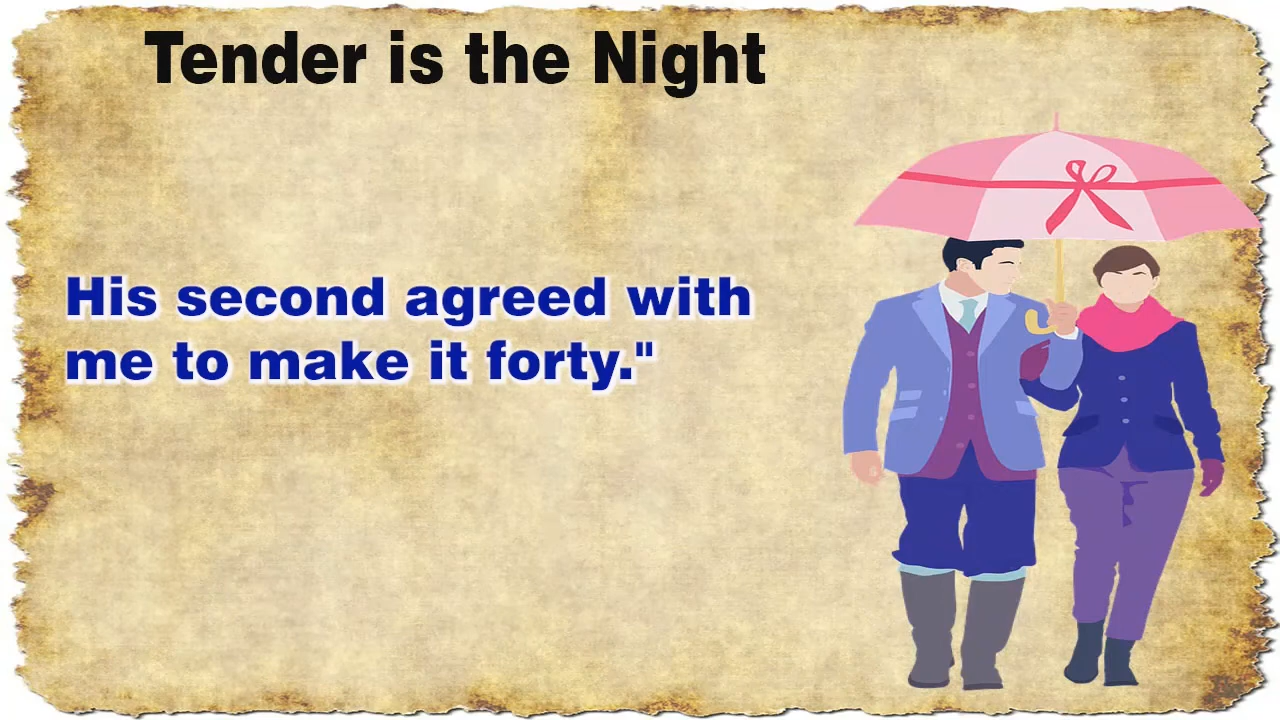 Tender is the Night
His second agreed with
me to make it forty."